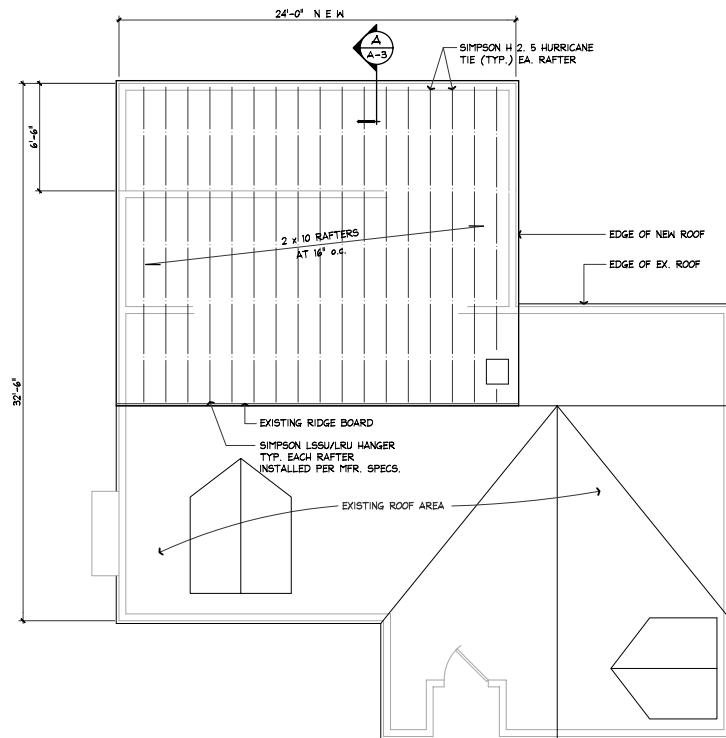 24'-0" N E W
A
A-3
SIMPSON H 2. 5 HURRICANE
TIE (TYP.) EA. RAFTER
6'-6"
2 x 10 RAFTERS
AT 16" o.c.
EDGE OF NEW ROOF
EDGE OF EX. ROOF
32'-6"
EXISTING RIDGE BOARD
SIMPSON LSSU/LRU HANGER
TYP. EACH RAFTER
INSTALLED PER MFR. SPECS.
EXISTING ROOF AREA